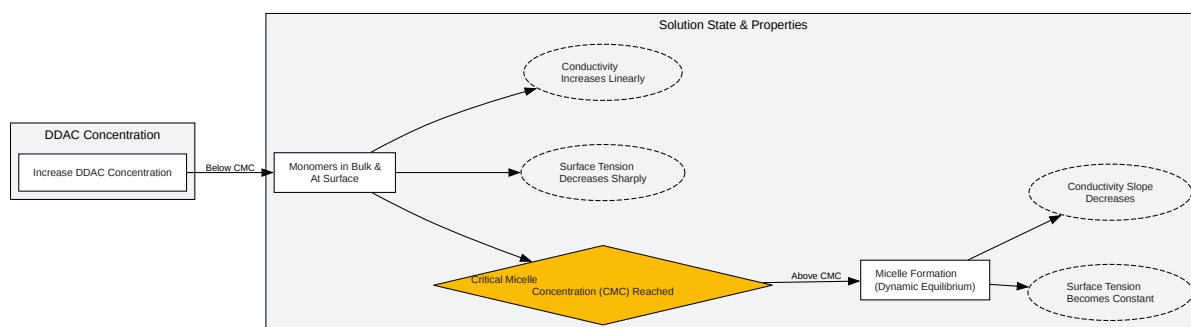 Solution State & Properties
Conductivity
Increases Linearly
DDAC Concentration
Increase DDAC Concentration
Below CMC
Monomers in Bulk &
At Surface
Surface Tension
Decreases Sharply
Conductivity Slope
Decreases
Critical Micelle
Concentration (CMC) Reached
Above CMC
Micelle Formation
(Dynamic Equilibrium)
Surface Tension
Becomes Constant